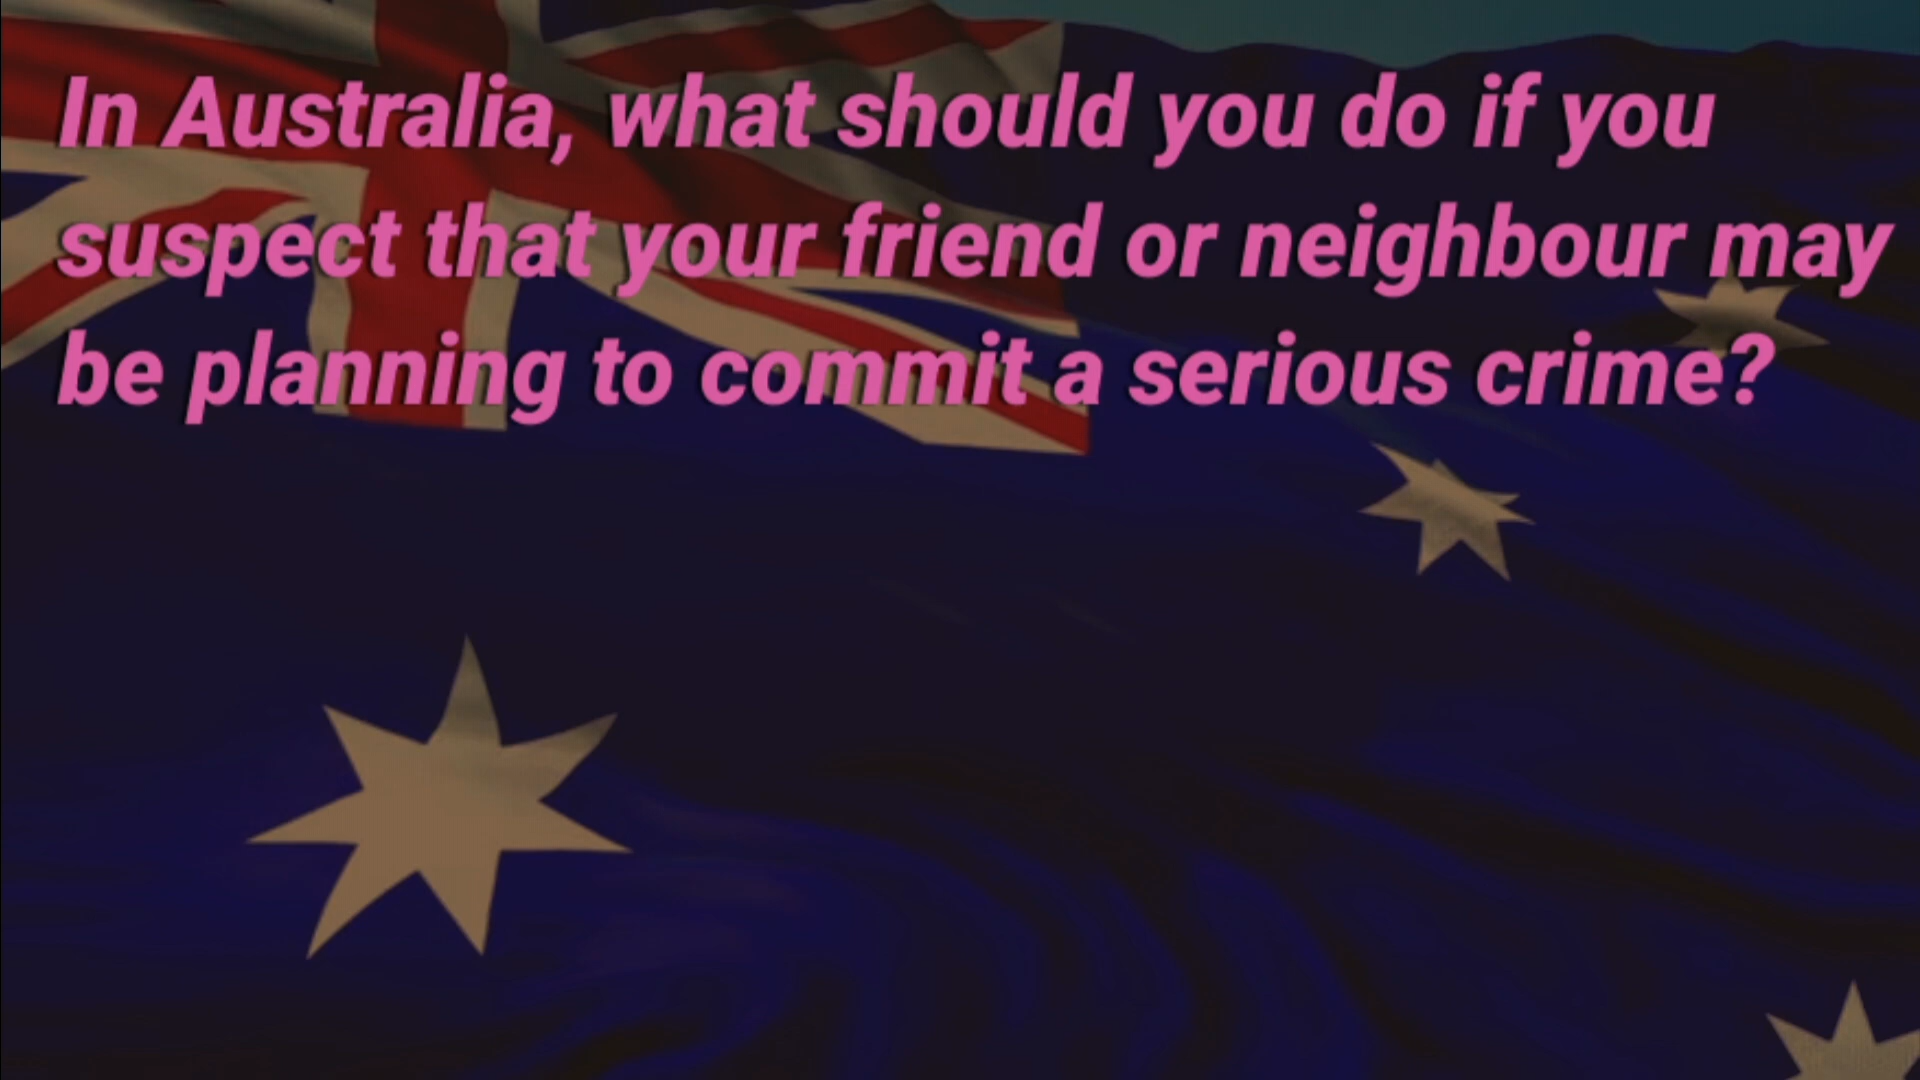 In Australia, what should you do if you
suspect that your friend or neighbour may
be planning to commit a serious crime?